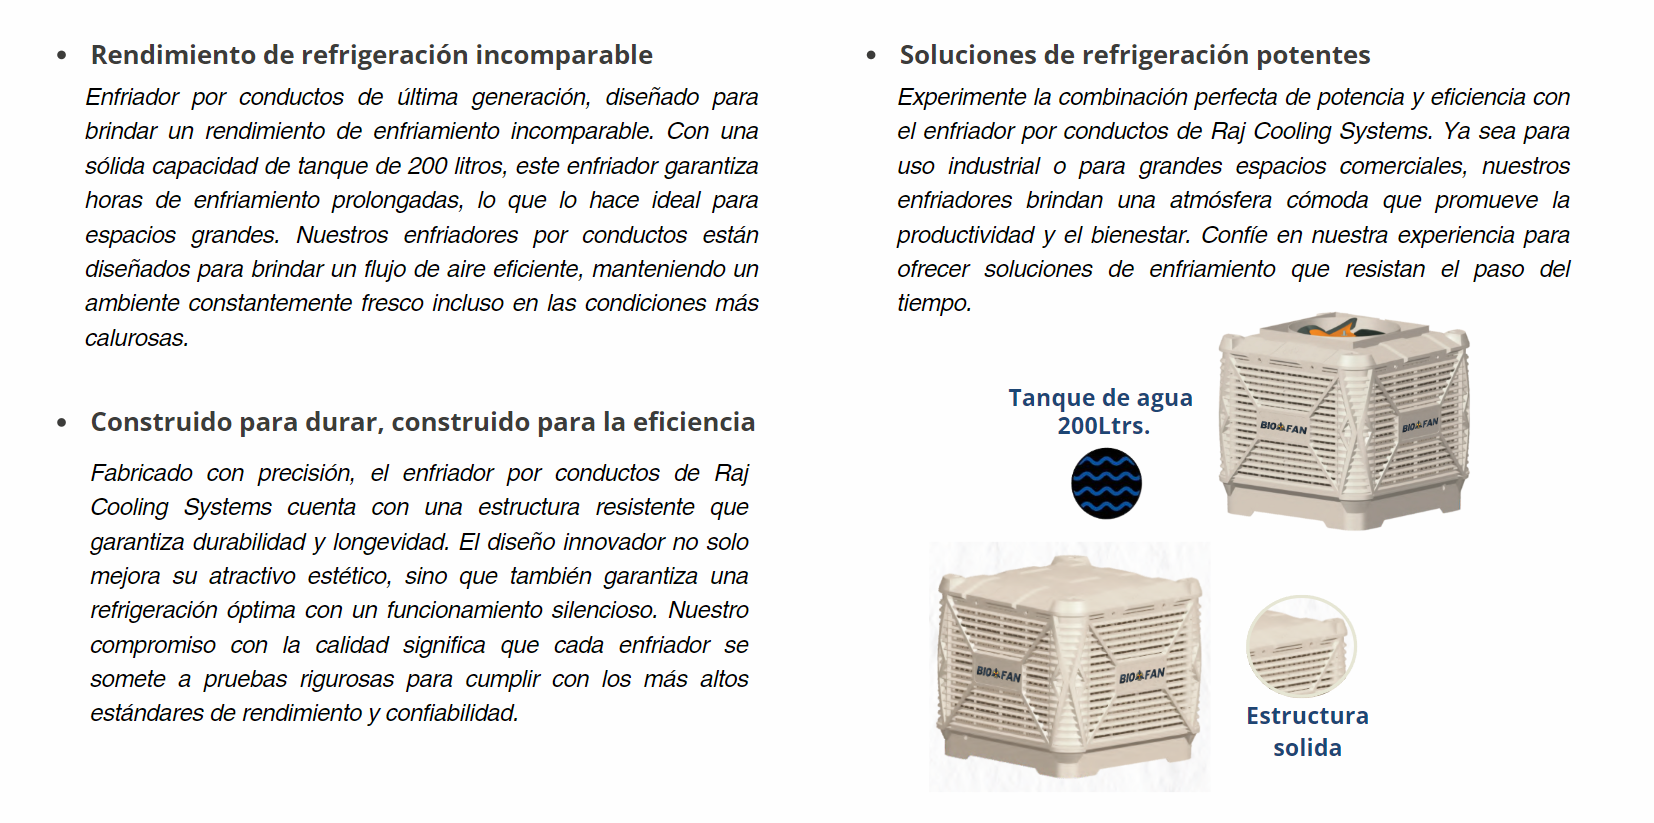 • Rendimiento de refrigeración incomparable
Enfriador por conductos de última generación, diseñado para
brindar un rendimiento de enfriamiento incomparable. Con una
sólida capacidad de tanque de 200 litros, este enfriador garantiza
horas de enfriamiento prolongadas, lo que lo hace ideal para
espacios grandes. Nuestros enfriadores por conductos están
diseñados para brindar un flujo de aire eficiente, manteniendo un
ambiente constantemente fresco incluso en las condiciones más
calurosas.
• Construido para durar, construido para la eficiencia
Fabricado con precisión, el enfriador por conductos de Raj
Cooling Systems cuenta con una estructura resistente que
garantiza durabilidad y longevidad. El diseño innovador no solo
mejora su atractivo estético, sino que también garantiza una
refrigeración óptima con un funcionamiento silencioso. Nuestro
compromiso con la calidad significa que cada enfriador se
somete a pruebas rigurosas para cumplir con los más altos
estándares de rendimiento y confiabilidad.
• Soluciones de refrigeración potentes
Experimente la combinación perfecta de potencia y eficiencia con
el enfriador por conductos de Raj Cooling Systems. Ya sea para
uso industrial o para grandes espacios comerciales, nuestros
enfriadores brindan una atmósfera cómoda que promueve la
productividad y el bienestar. Confíe en nuestra experiencia para
ofrecer soluciones de enfriamiento que resistan el paso del
tiempo.
Tanque de agua
200Ltrs.
BIO FAN
BIO FAN
BIO FAN
BIO FAN
Estructura
solida